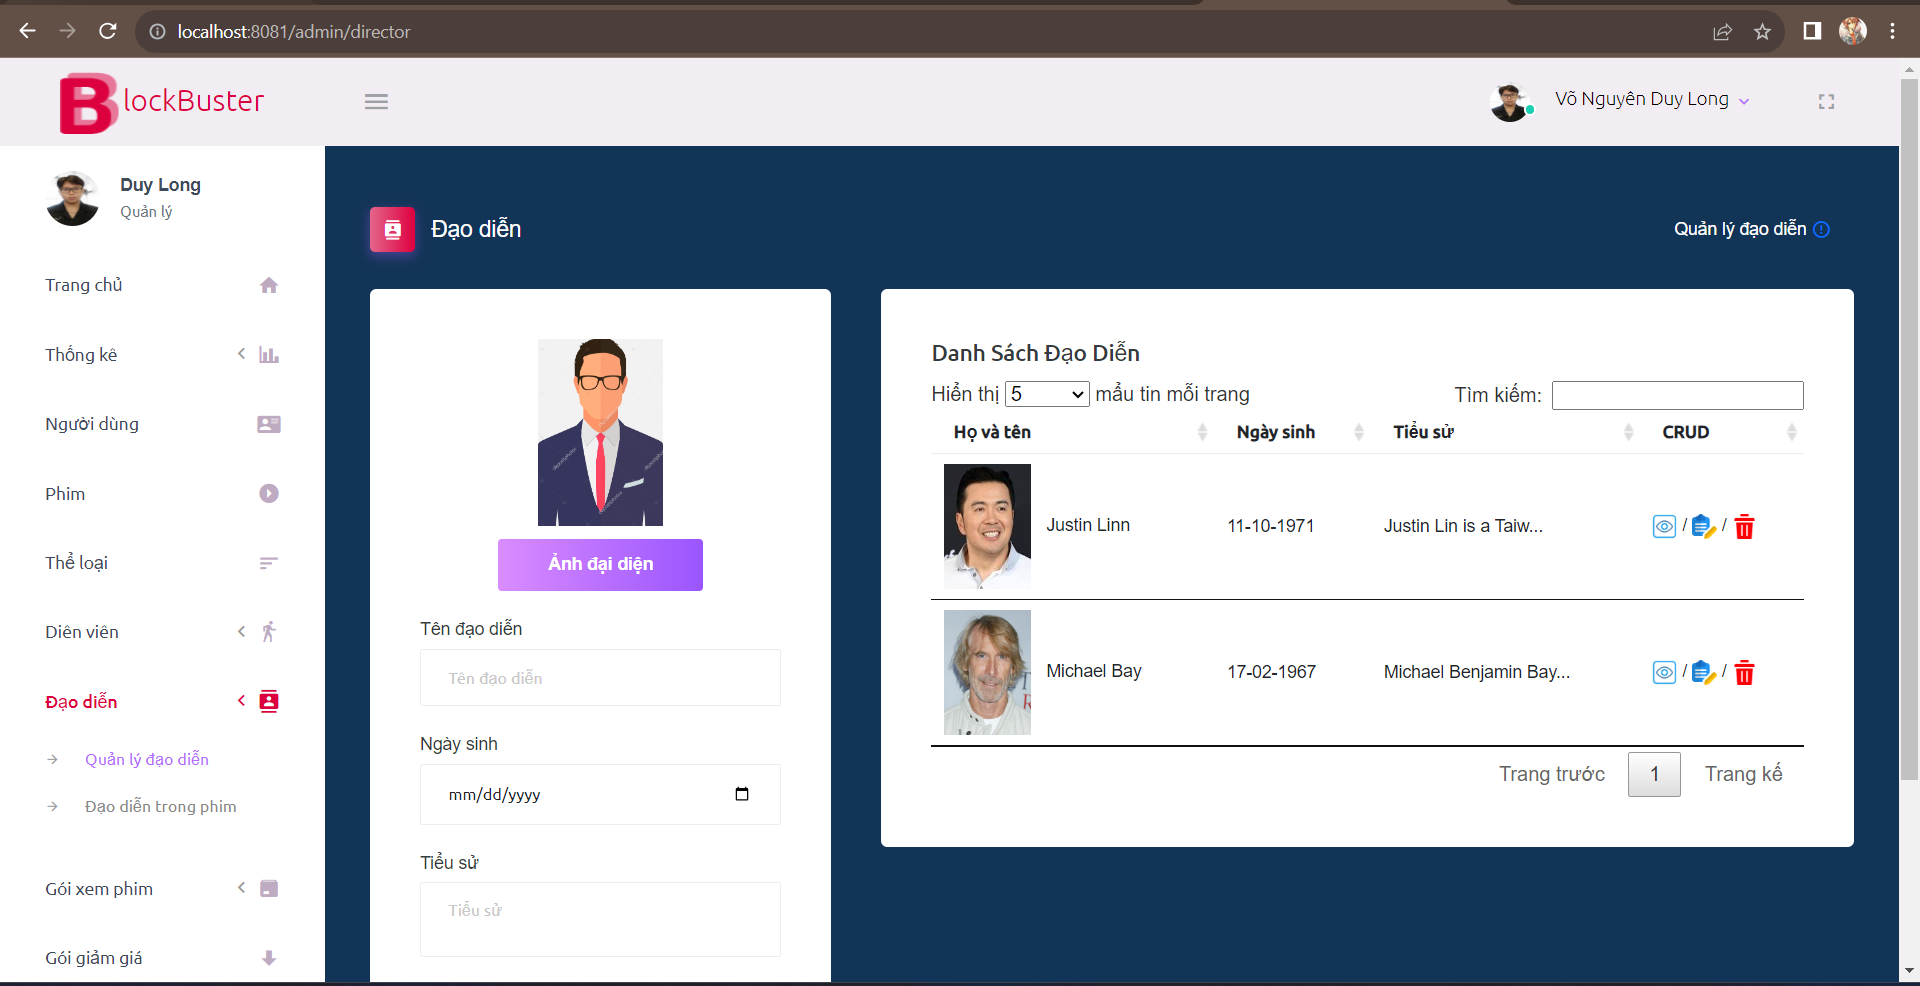 localhost:8081/admin/director
BlockBuster
Võ Nguyên Duy Long
Duy Long
Quản lý
Trang chủ
Thống kê
Người dùng
Phim
Thể loại
Diên viên
Đạo diễn
Quản lý đạo diễn
Đạo diễn trong phim
Gói xem phim
Gói giảm giá
Đạo diễn
Quản lý đạo diễn
Ảnh đại diện
Tên đạo diễn
Tên đạo diễn
Ngày sinh
mm/dd/yyyy
Tiểu sử
Tiểu sử
Danh Sách Đạo Diễn
Hiển thị 5 mẩu tin mỗi trang
Tìm kiếm:
Họ và tên Ngày sinh Tiểu sử CRUD
Justin Linn 11-10-1971 Justin Lin is a Taiw... / /
Michael Bay 17-02-1967 Michael Benjamin Bay... / /
Trang trước 1 Trang kế